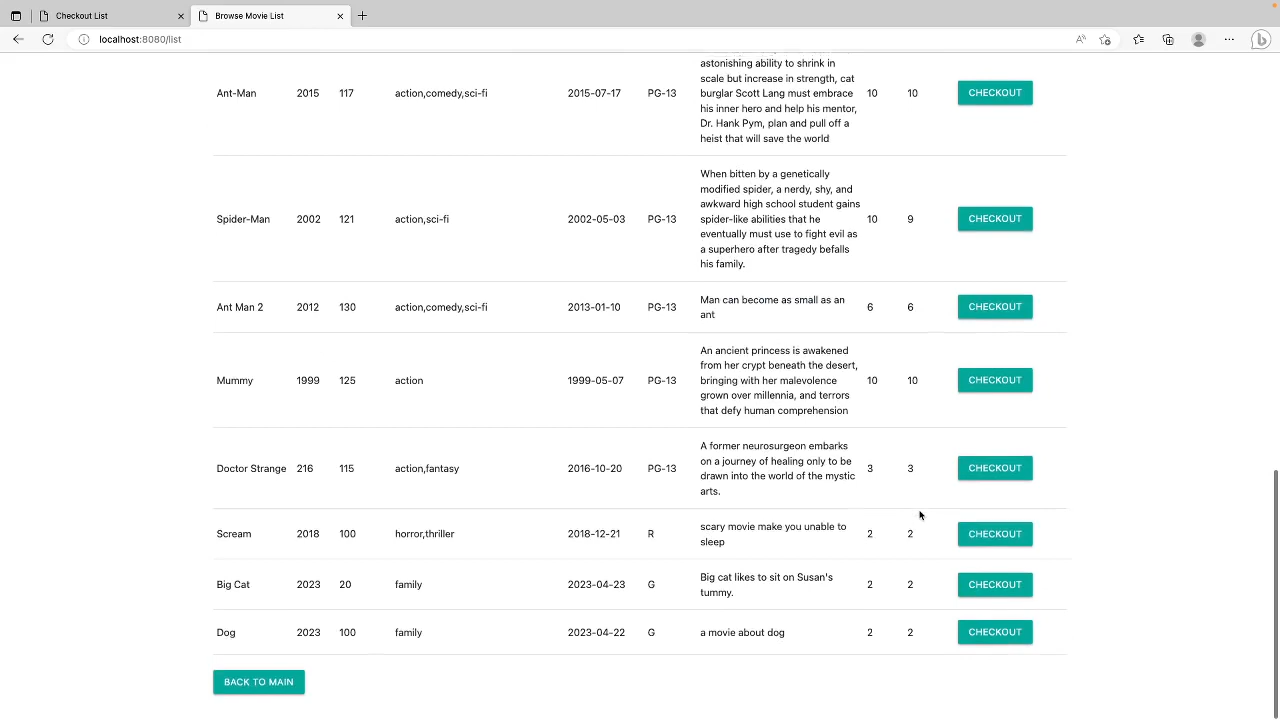 Checkout List
Browse Movie List
localhost:8080/list
astonishing ability to shrink in
scale but increase in strength, cat
Ant-Man 2015 117 action,comedy,sci-fi 2015-07-17 PG-13 burglar Scott Lang must embrace 10 10 CHECKOUT
his inner hero and help his mentor,
Dr. Hank Pym, plan and pull off a
heist that will save the world
When bitten by a genetically
modified spider, a nerdy, shy, and
awkward high school student gains
Spider-Man 2002 121 action,sci-fi 2002-05-03 PG-13 spider-like abilities that he 10 9 CHECKOUT
eventually must use to fight evil as
a superhero after tragedy befalls
his family.
Ant Man 2 2012 130 action,comedy,sci-fi 2013-01-10 PG-13 Man can become as small as an 6 6 CHECKOUT
ant
An ancient princess is awakened
from her crypt beneath the desert,
Mummy 1999 125 action 1999-05-07 PG-13 bringing with her malevolence 10 10 CHECKOUT
grown over millennia, and terrors
that defy human comprehension
A former neurosurgeon embarks
on a journey of healing only to be
Doctor Strange 216 115 action,fantasy 2016-10-20 PG-13 drawn into the world of the mystic 3 3 CHECKOUT
arts.
Scream 2018 100 horror,thriller 2018-12-21 R scary movie make you unable to 2 2 CHECKOUT
sleep
Big Cat 2023 20 family 2023-04-23 G Big cat likes to sit on Susan's 2 2 CHECKOUT
tummy.
Dog 2023 100 family 2023-04-22 G a movie about dog 2 2 CHECKOUT
BACK TO MAIN